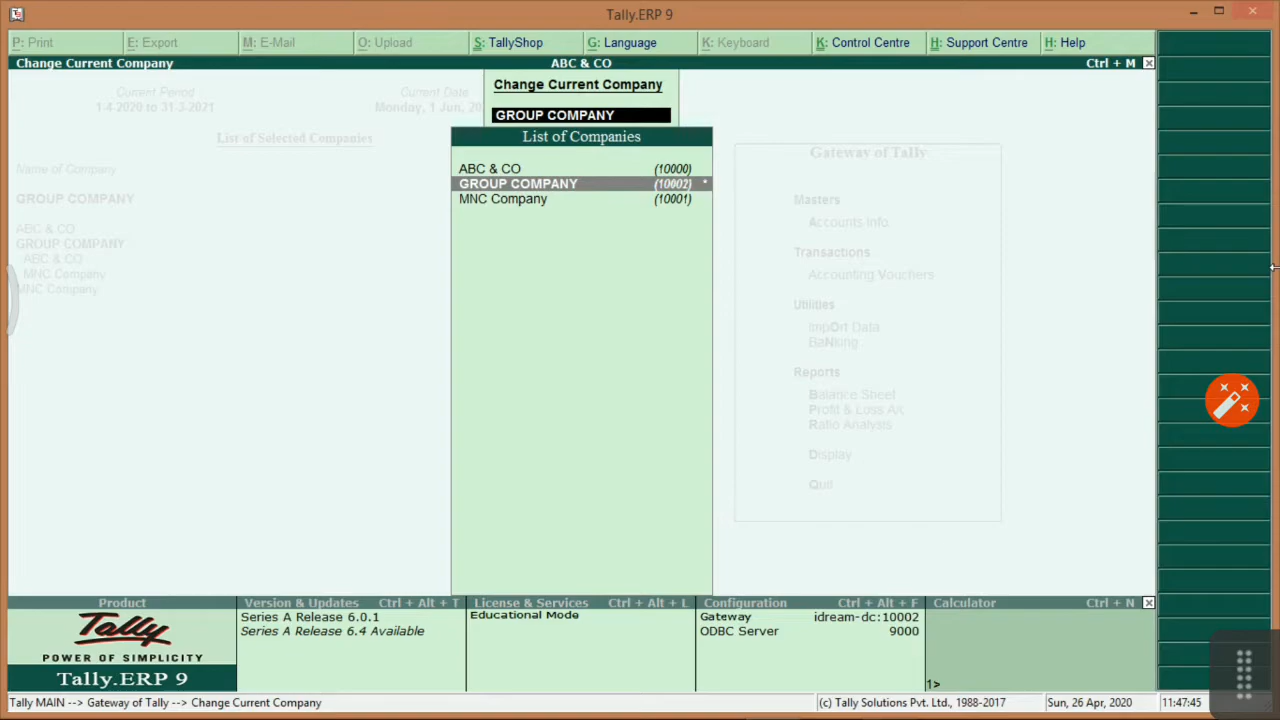 Tally.ERP 9
P: Print
E: Export
M: E-Mail
O: Upload
S: TallyShop
G: Language
K: Keyboard
K: Control Centre
H: Support Centre
H: Help
Change Current Company
ABC & CO
Ctrl + M
Current Period
1-4-2020 to 31-3-2021
Current Date
Monday, 1 Jun, 20
List of Selected Companies
Name of Company
GROUP COMPANY
ABC & CO
GROUP COMPANY
ABC & CO
MNC Company
MNC Company
Change Current Company
GROUP COMPANY
List of Companies
ABC & CO (10000)
GROUP COMPANY (10002) *
MNC Company (10001)
Gateway of Tally
Masters
Accounts Info.
Transactions
Accounting Vouchers
Utilities
ImpOrt Data
BaNking
Reports
Balance Sheet
Profit & Loss A/c
Ratio Analysis
Display
Quit
Product
Tally
POWER OF SIMPLICITY
Tally.ERP 9
Version & Updates Ctrl + Alt + T
Series A Release 6.0.1
Series A Release 6.4 Available
License & Services Ctrl + Alt + L
Educational Mode
Configuration Ctrl + Alt + F
Gateway idream-dc:10002
ODBC Server 9000
Calculator Ctrl + N
1>
Tally MAIN --> Gateway of Tally --> Change Current Company
(c) Tally Solutions Pvt. Ltd., 1988-2017
Sun, 26 Apr, 2020
11:47:45